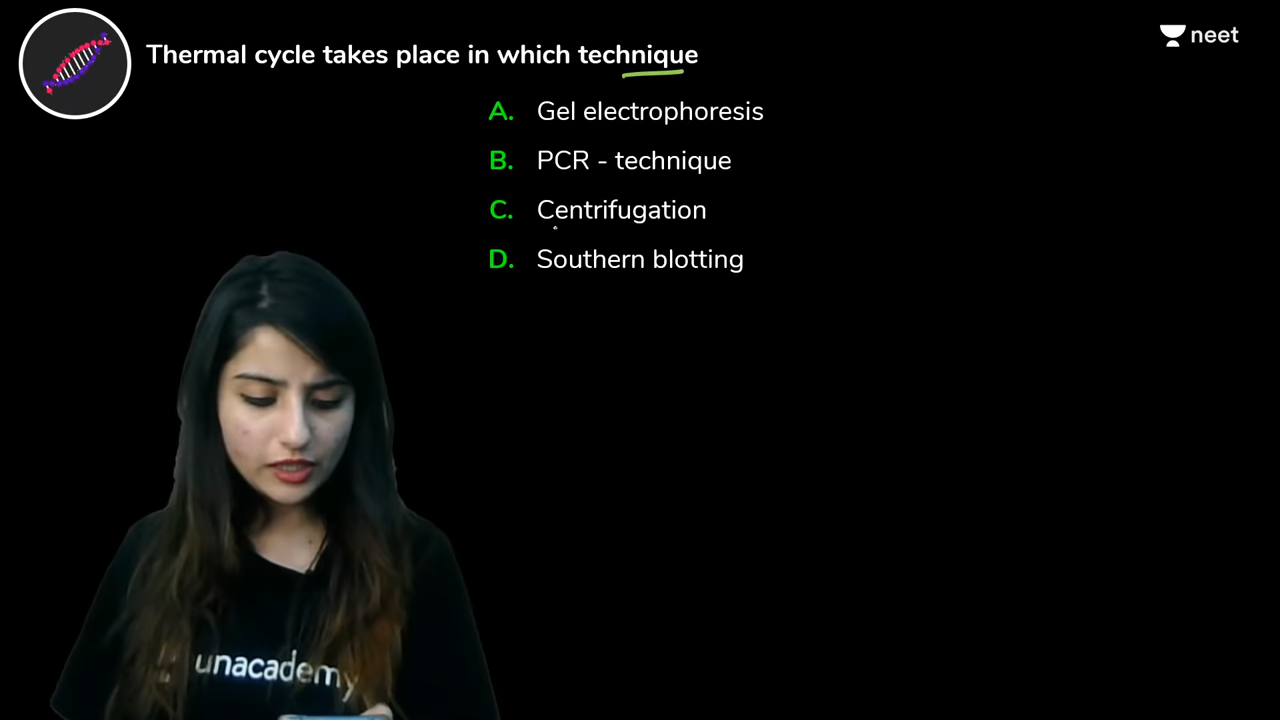 Thermal cycle takes place in which technique
neet
A. Gel electrophoresis
B. PCR - technique
C. Centrifugation
D. Southern blotting
unacademy